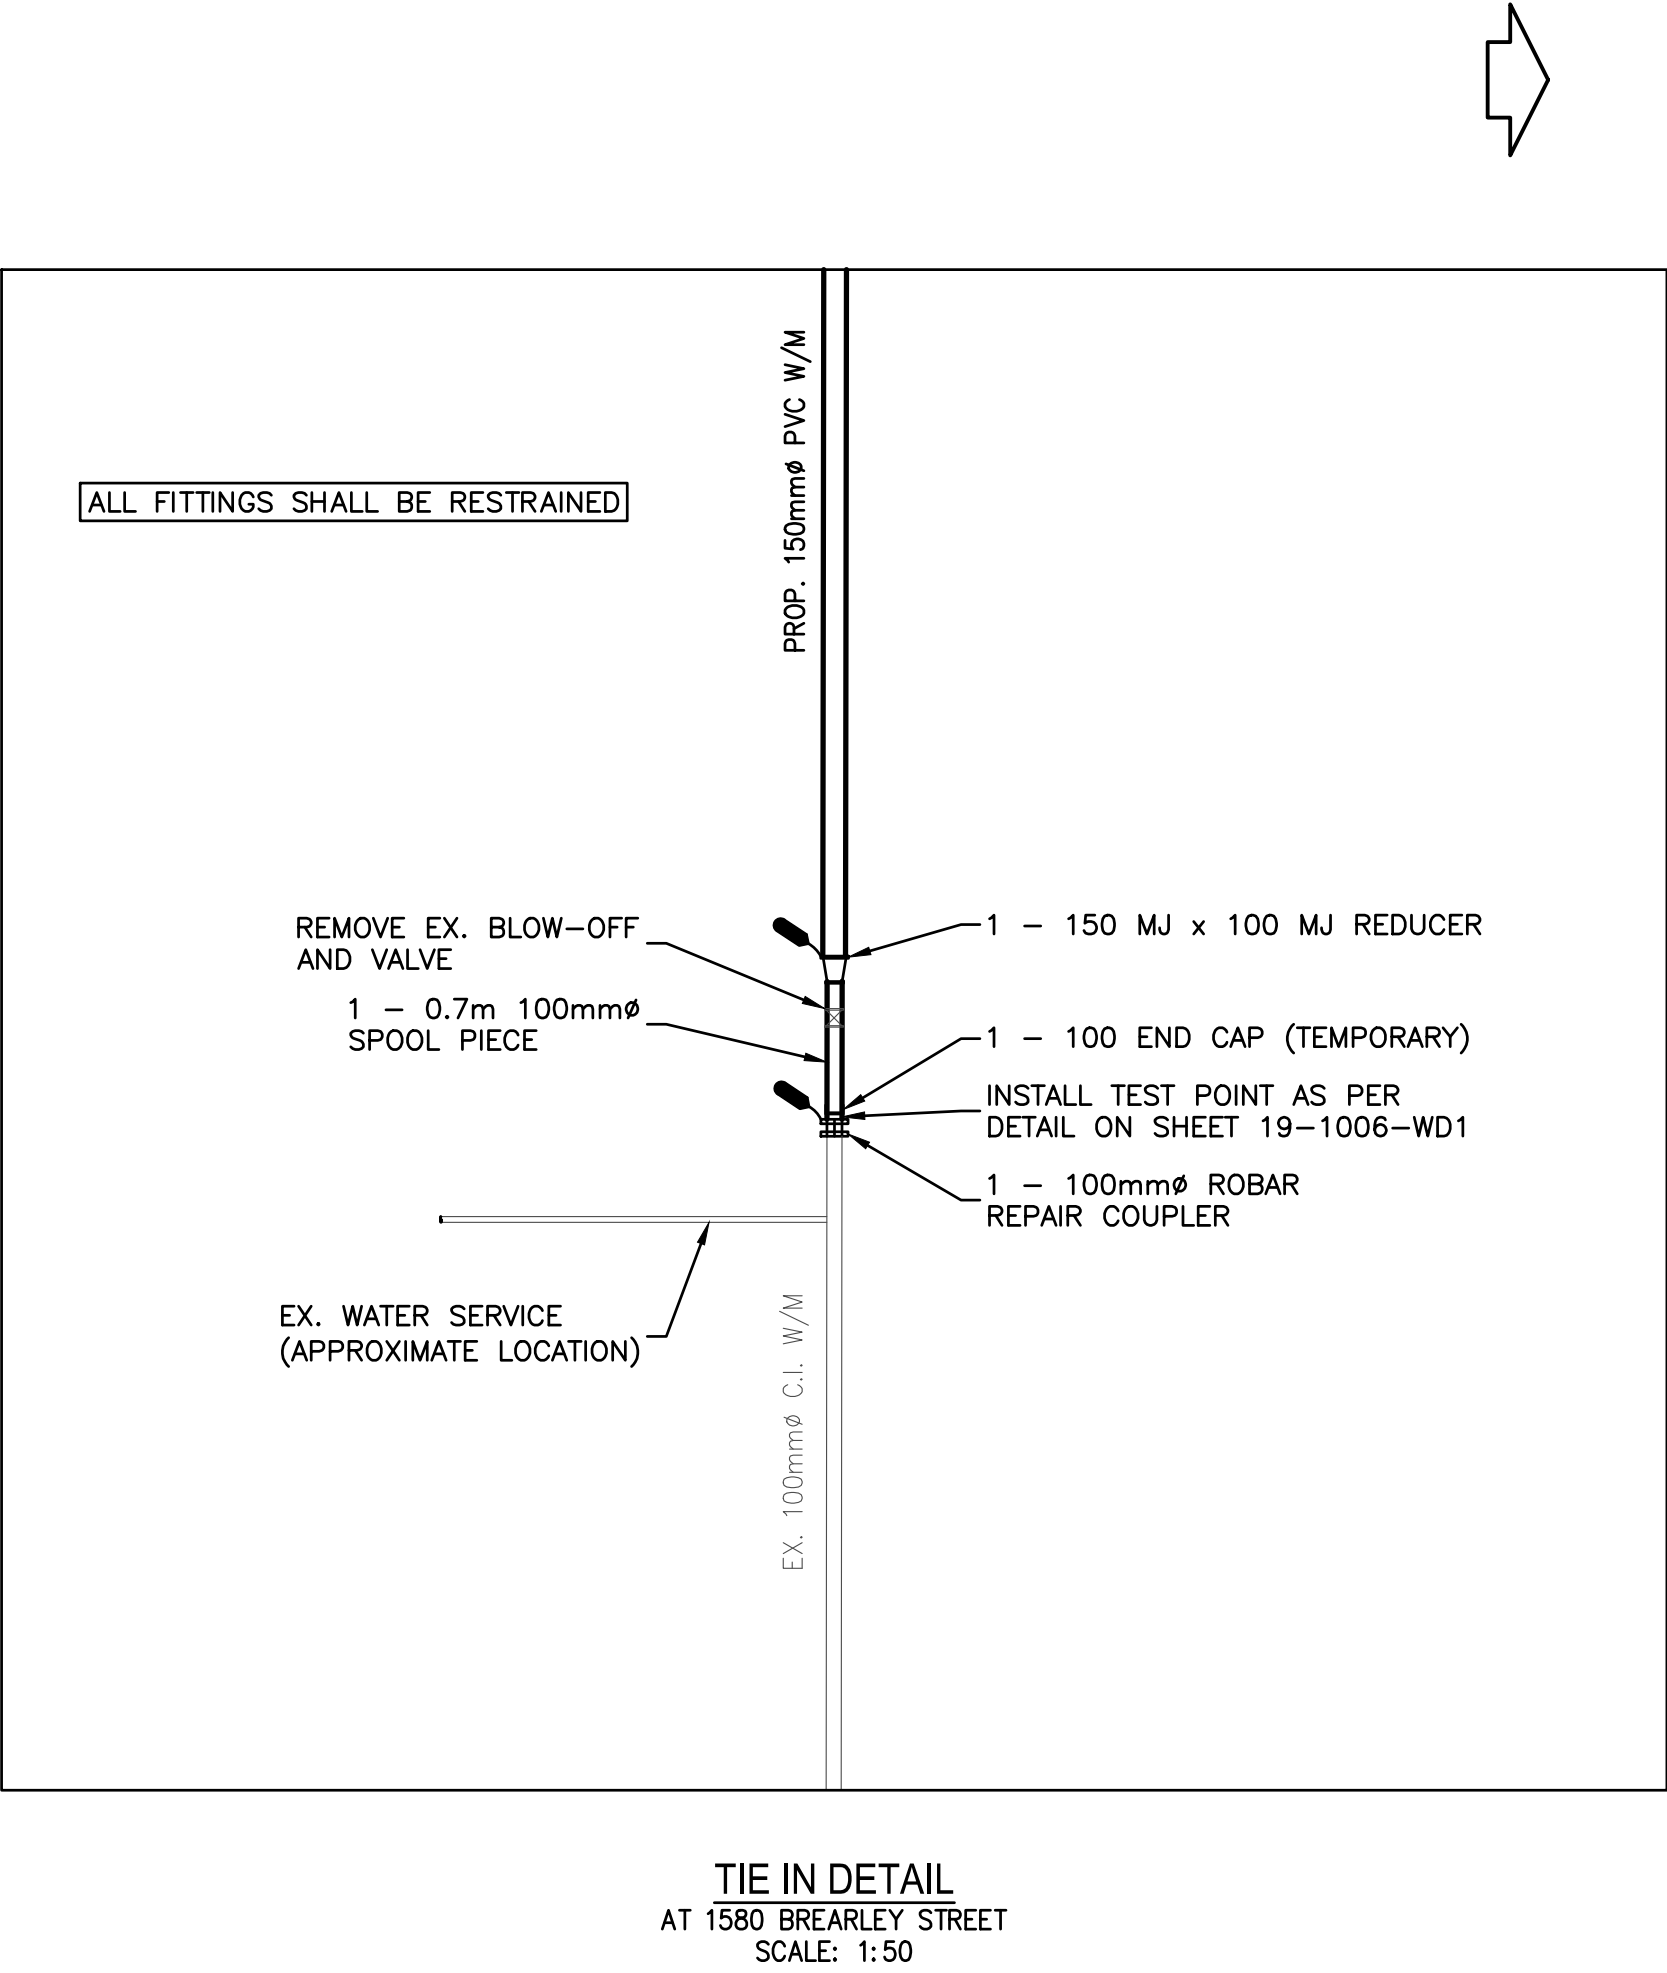 PROP. 150mmø PVC W/M
ALL FITTINGS SHALL BE RESTRAINED
REMOVE EX. BLOW-OFF
AND VALVE
1 - 0.7m 100mmø
SPOOL PIECE
1 - 150 MJ x 100 MJ REDUCER
1 - 100 END CAP (TEMPORARY)
INSTALL TEST POINT AS PER
DETAIL ON SHEET 19-1006-WD1
1 - 100mmø ROBAR
REPAIR COUPLER
EX. WATER SERVICE
(APPROXIMATE LOCATION)
EX. 100mmø C.I. W/M
TIE IN DETAIL
AT 1580 BREARLEY STREET
SCALE: 1:50